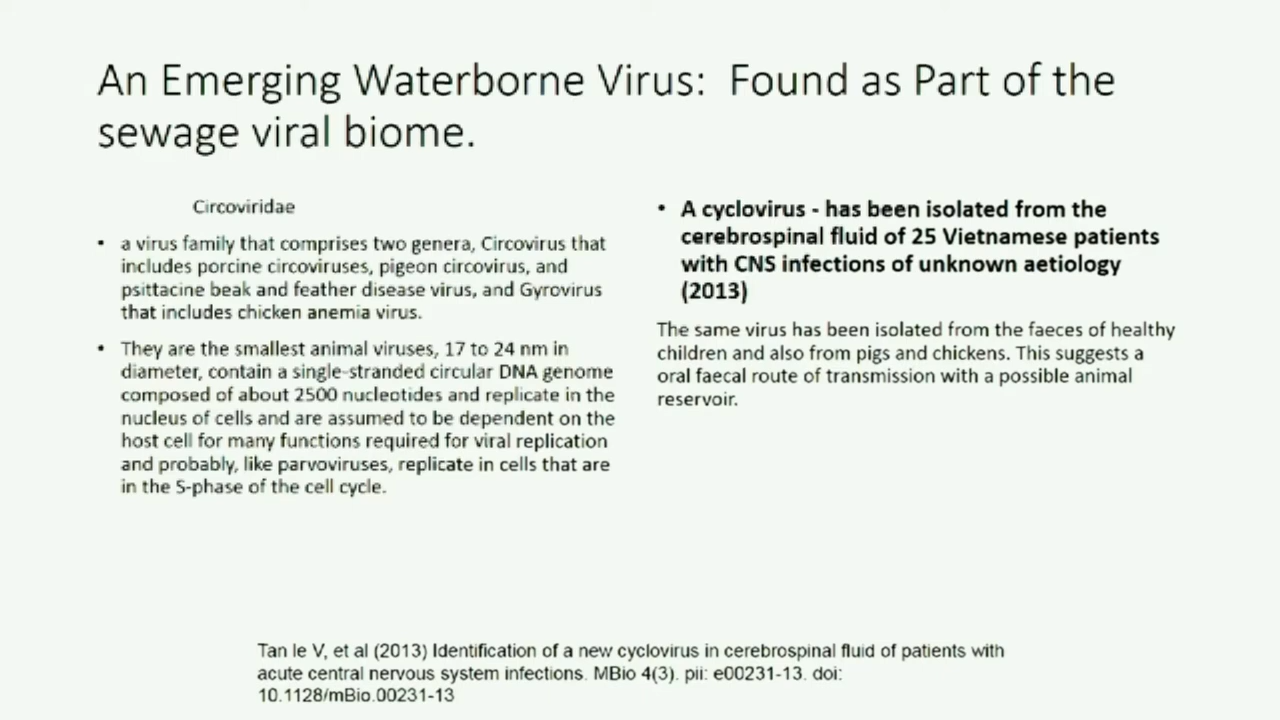 An Emerging Waterborne Virus: Found as Part of the
sewage viral biome.
Circoviridae
• a virus family that comprises two genera, Circovirus that
includes porcine circoviruses, pigeon circovirus, and
psittacine beak and feather disease virus, and Gyrovirus
that includes chicken anemia virus.
• They are the smallest animal viruses, 17 to 24 nm in
diameter, contain a single-stranded circular DNA genome
composed of about 2500 nucleotides and replicate in the
nucleus of cells and are assumed to be dependent on the
host cell for many functions required for viral replication
and probably, like parvoviruses, replicate in cells that are
in the S-phase of the cell cycle.
• A cyclovirus - has been isolated from the
cerebrospinal fluid of 25 Vietnamese patients
with CNS infections of unknown aetiology
(2013)
The same virus has been isolated from the faeces of healthy
children and also from pigs and chickens. This suggests a
oral faecal route of transmission with a possible animal
reservoir.
Tan le V, et al (2013) Identification of a new cyclovirus in cerebrospinal fluid of patients with
acute central nervous system infections. MBio 4(3). pii: e00231-13. doi:
10.1128/mBio.00231-13